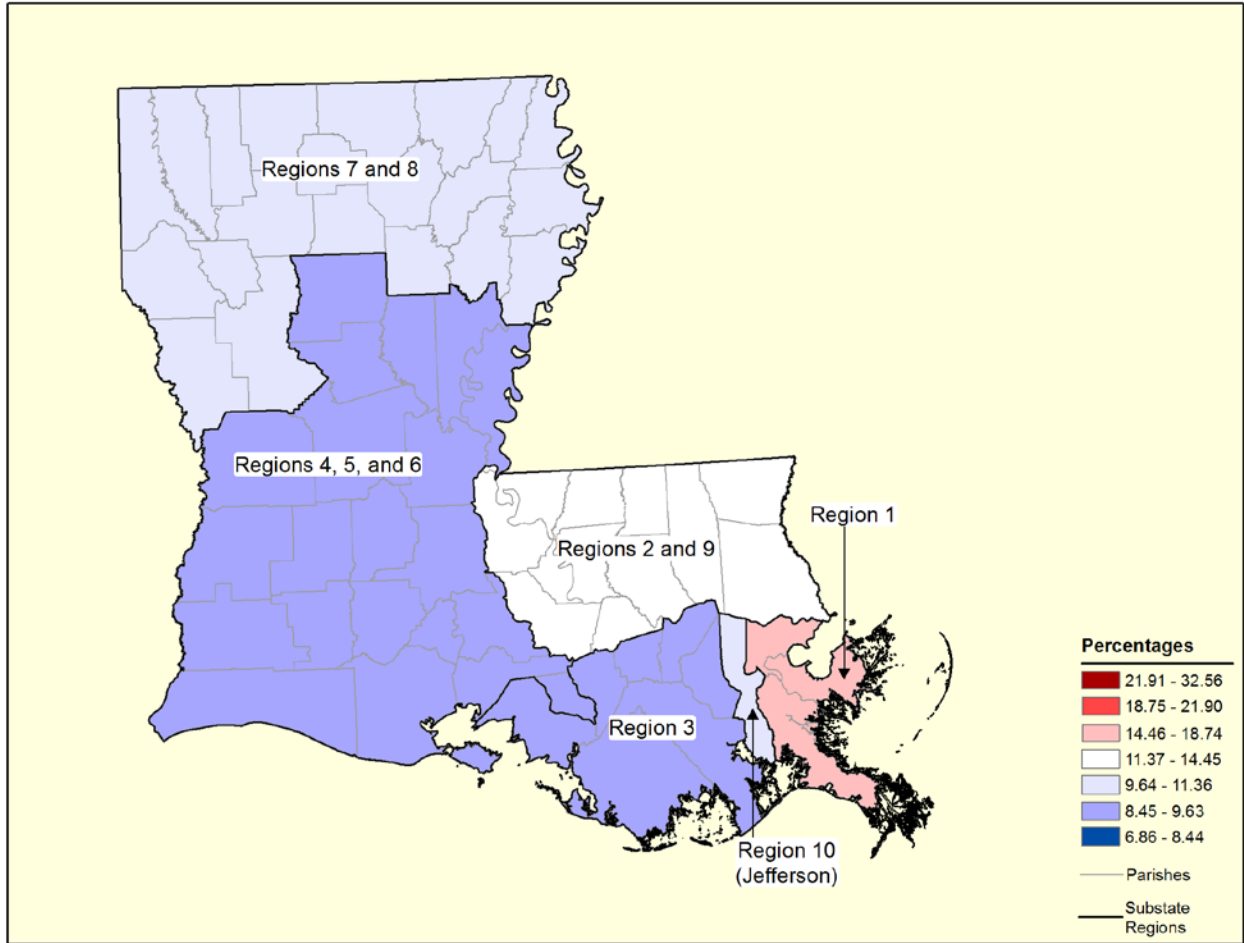 Regions 7 and 8
Regions 4, 5, and 6
Region 1
Regions 2 and 9
Region 3
Region 10
(Jefferson)
Percentages
21.91 - 32.56
18.75 - 21.90
14.46 - 18.74
11.37 - 14.45
9.64 - 11.36
8.45 - 9.63
6.86 - 8.44
Parishes
Substate
Regions